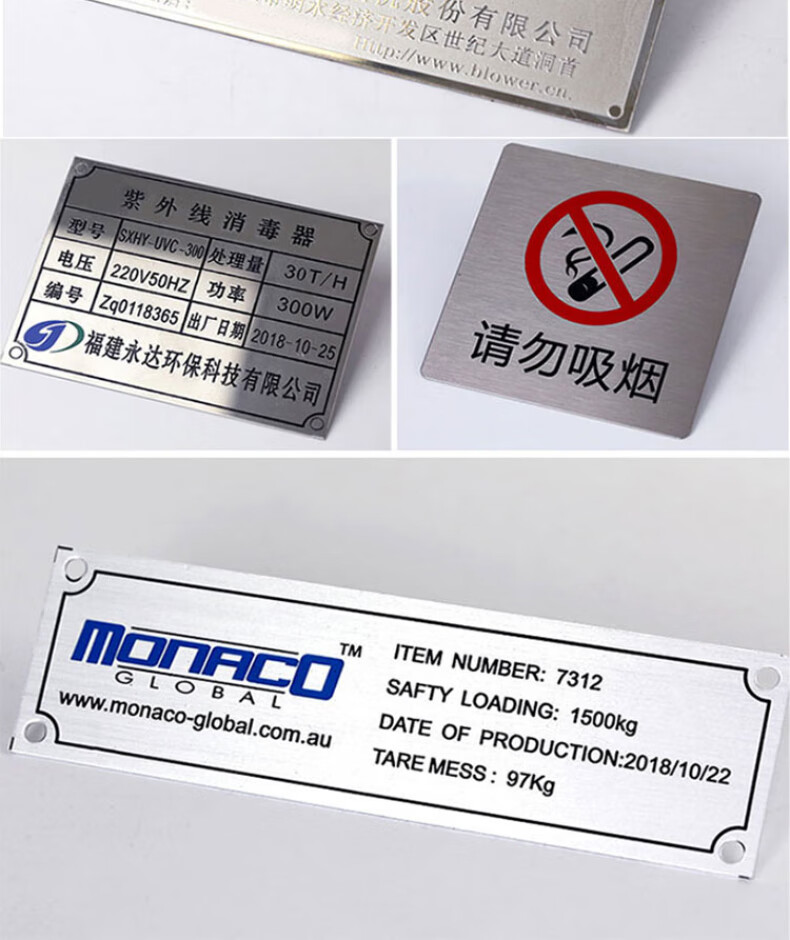 股份有限公司
水经济开发区世纪大道洞首
Http://www.blower.cn.
紫外线消毒器
型号 SXHY-UVC-300 处理量 30T/H
电压 220V50HZ 功率 300W
编号 Zq0118365 出厂日期 2018-10-25
福建永达环保科技有限公司
请勿吸烟
monaco™
GLOBAL
www.monaco-global.com.au
ITEM NUMBER: 7312
SAFTY LOADING: 1500kg
DATE OF PRODUCTION:2018/10/22
TARE MESS: 97Kg